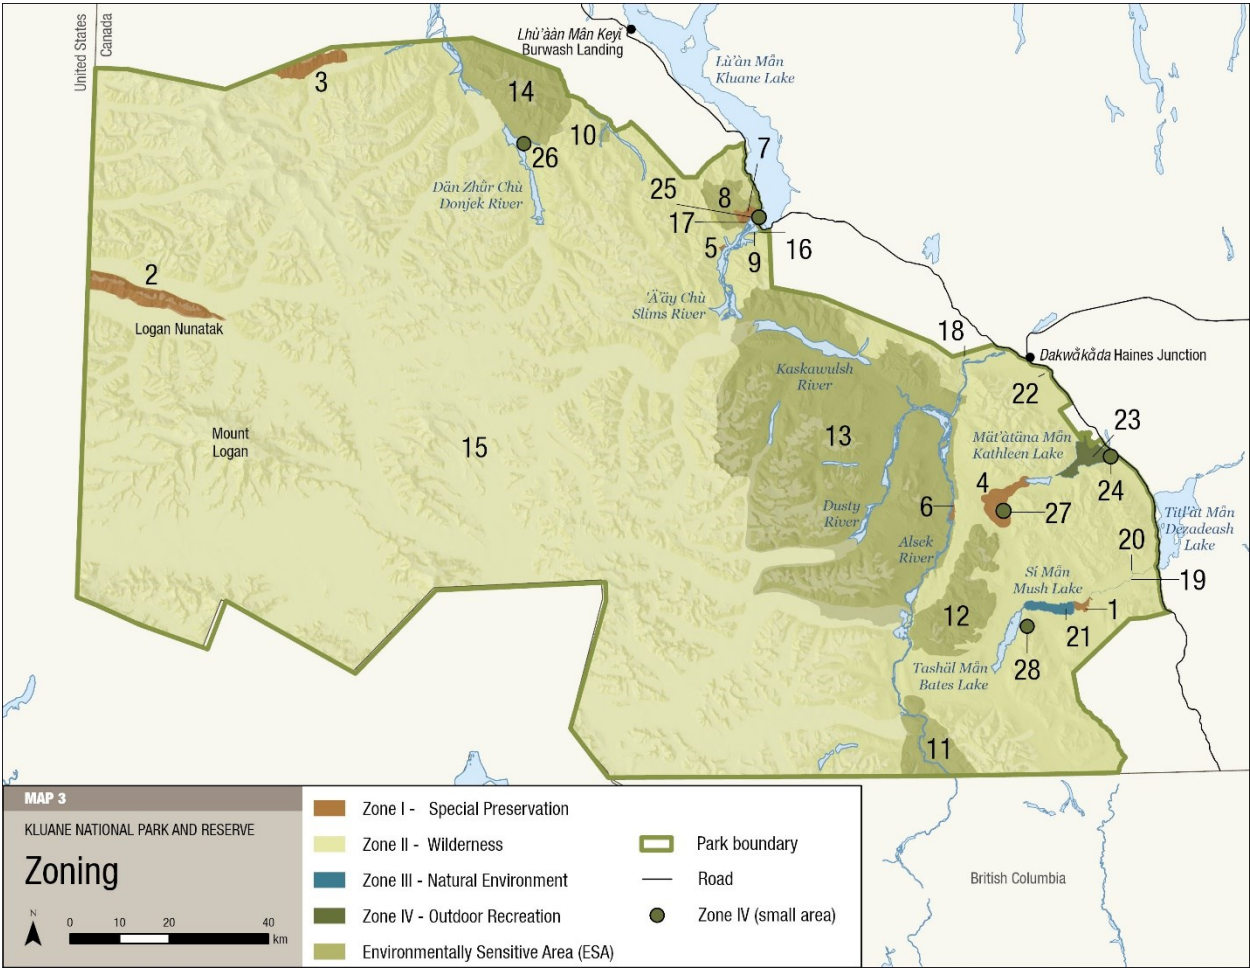 United States
Canada
Lhù'ààn Mân Keyı̨
Burwash Landing
Lù'àn Mân
Kluane Lake
3
14
10
26
7
Dän Zhûr Chù
Donjek River
25
8
17
5
9
16
2
Logan Nunatak
'Ä'äy Chù
Slims River
18
Dakwäkäda Haines Junction
Kaskawulsh
River
22
23
Mount
Logan
15
13
Mät'àtäna Mân
Kathleen Lake
4
24
6
27
Dusty
River
Titl'àt Mân
Dezadeash
Lake
Alsek
River
20
19
Sí Mân
Mush Lake
1
12
21
28
Tashäl Mân
Bates Lake
11
MAP 3
KLUANE NATIONAL PARK AND RESERVE
Zoning
N
0 10 20 40
km
Zone I - Special Preservation
Zone II - Wilderness
Zone III - Natural Environment
Zone IV - Outdoor Recreation
Environmentally Sensitive Area (ESA)
Park boundary
Road
Zone IV (small area)
British Columbia